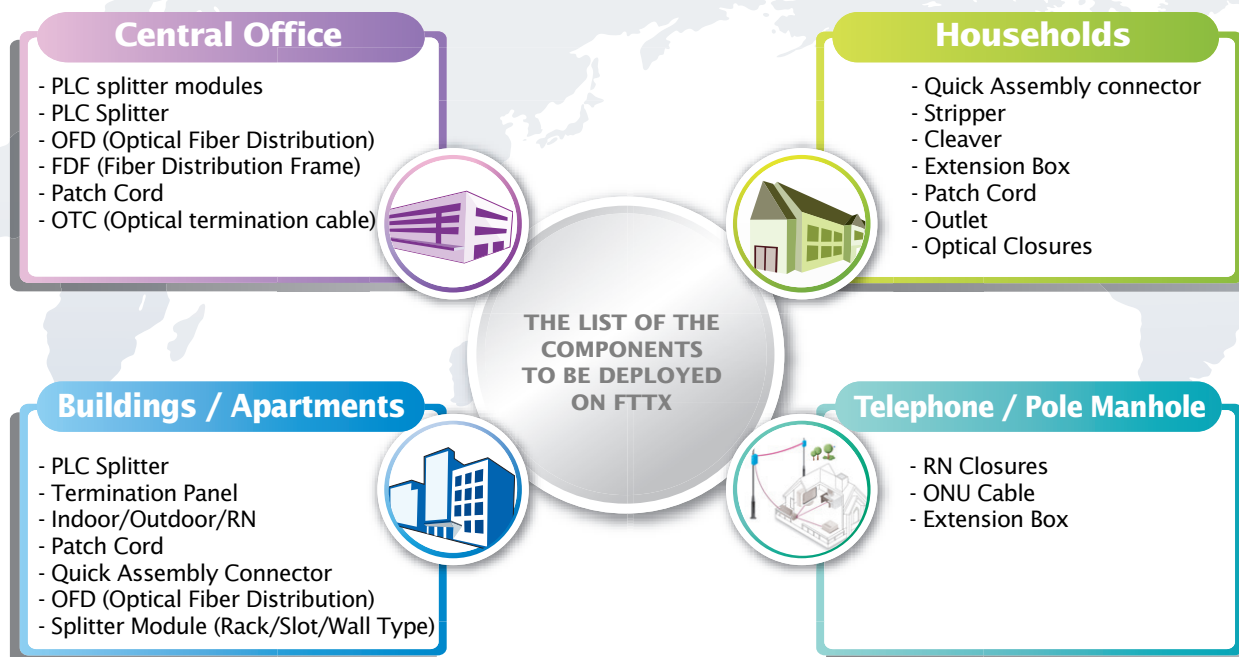 Central Office
- PLC splitter modules
- PLC Splitter
- OFD (Optical Fiber Distribution)
- FDF (Fiber Distribution Frame)
- Patch Cord
- OTC (Optical termination cable)
Households
- Quick Assembly connector
- Stripper
- Cleaver
- Extension Box
- Patch Cord
- Outlet
- Optical Closures
THE LIST OF THE
COMPONENTS
TO BE DEPLOYED
ON FTTX
Buildings / Apartments
- PLC Splitter
- Termination Panel
- Indoor/Outdoor/RN
- Patch Cord
- Quick Assembly Connector
- OFD (Optical Fiber Distribution)
- Splitter Module (Rack/Slot/Wall Type)
Telephone / Pole Manhole
- RN Closures
- ONU Cable
- Extension Box